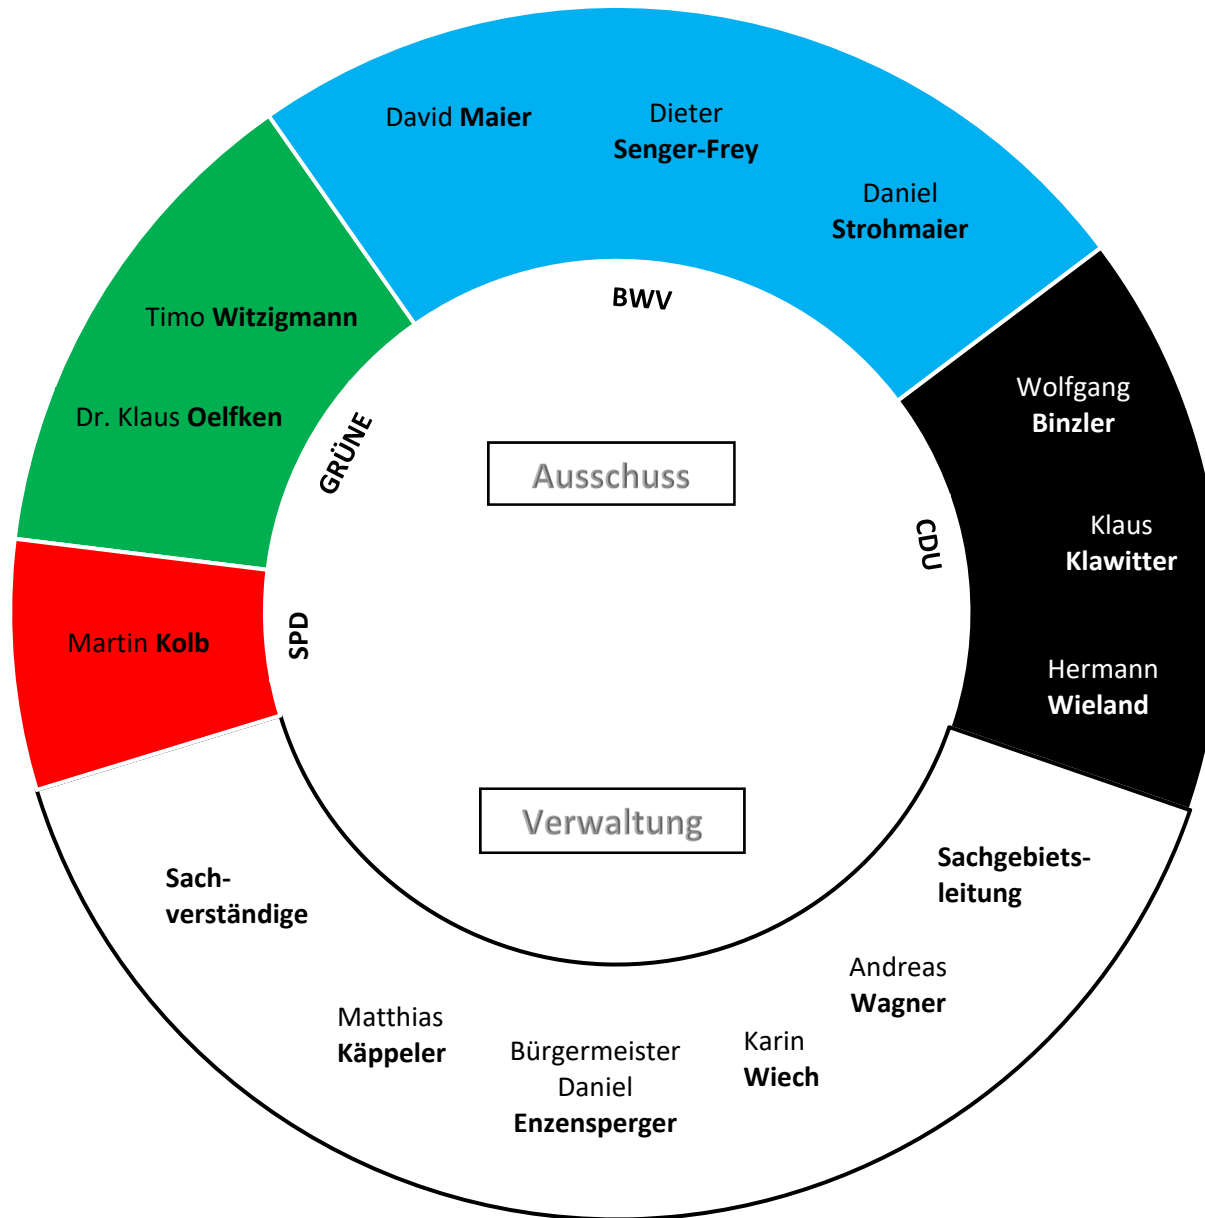 David Maier
Dieter
Senger-Frey
Daniel
Strohmaier
BWV
Timo Witzigmann
Dr. Klaus Oelfken
GRÜNE
Wolfgang
Binzler
Klaus
Klawitter
Hermann
Wieland
CDU
Ausschuss
Martin Kolb
SPD
Verwaltung
Sach-
verständige
Matthias
Käppeler
Bürgermeister
Daniel
Enzensperger
Karin
Wiech
Andreas
Wagner
Sachgebiets-
leitung